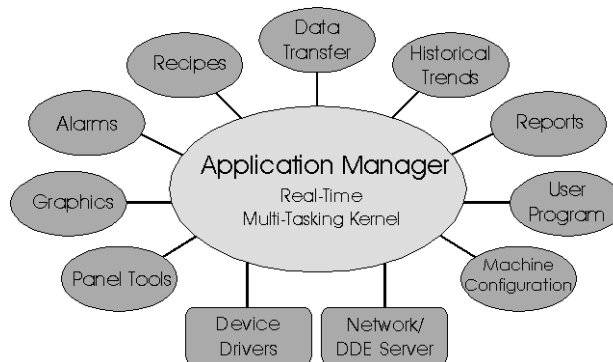 Data
Transfer
Recipes
Historical
Trends
Alarms
Reports
Application Manager
Real-Time
Multi-Tasking Kernel
Graphics
User
Program
Panel Tools
Machine
Configuration
Device
Drivers
Network/
DDE Server